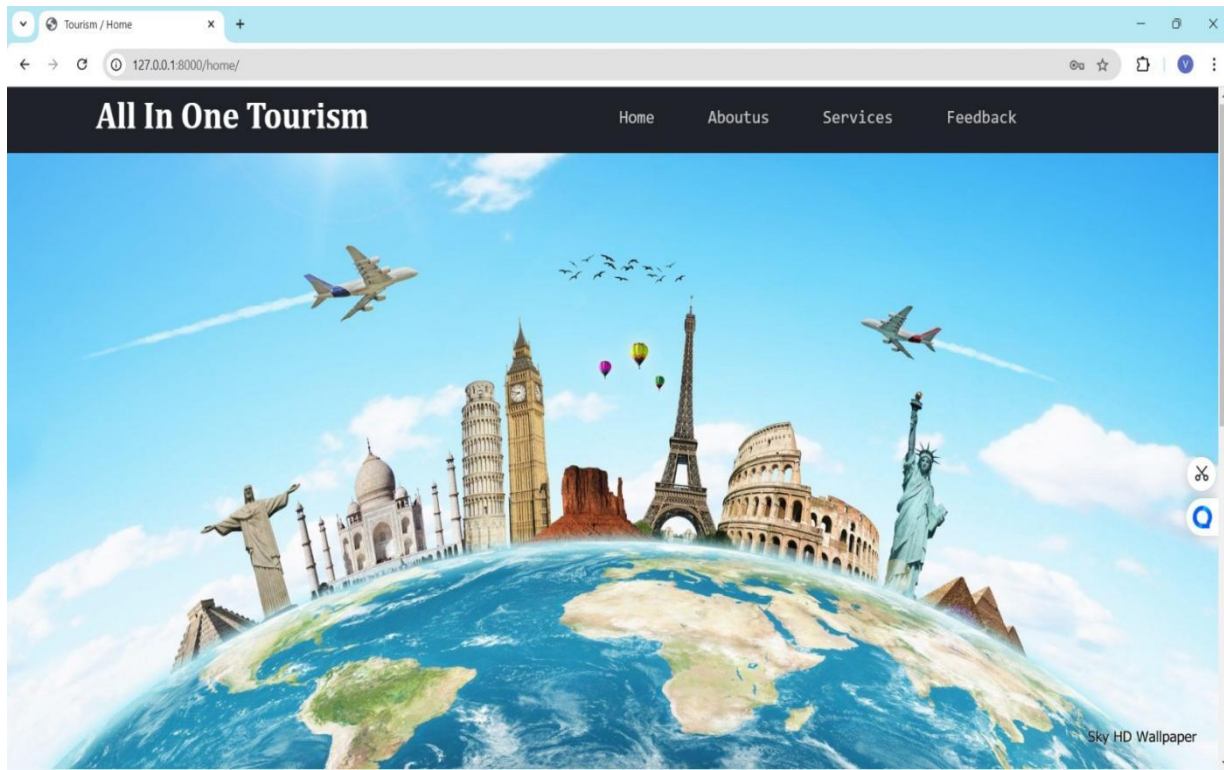 Tourism / Home
127.0.0.1:8000/home/
V
All In One Tourism
Home Aboutus Services Feedback
Sky HD Wallpaper